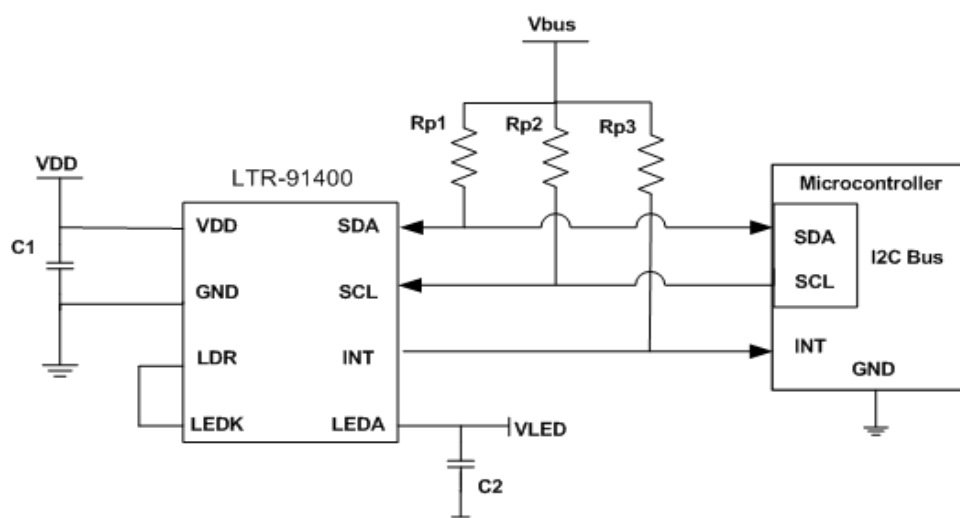 Vbus
Rp1
Rp2
Rp3
VDD
LTR-91400
Microcontroller
C1
VDD
SDA
SDA
I2C Bus
GND
SCL
SCL
LDR
INT
INT
GND
LEDK
LEDA
VLED
C2